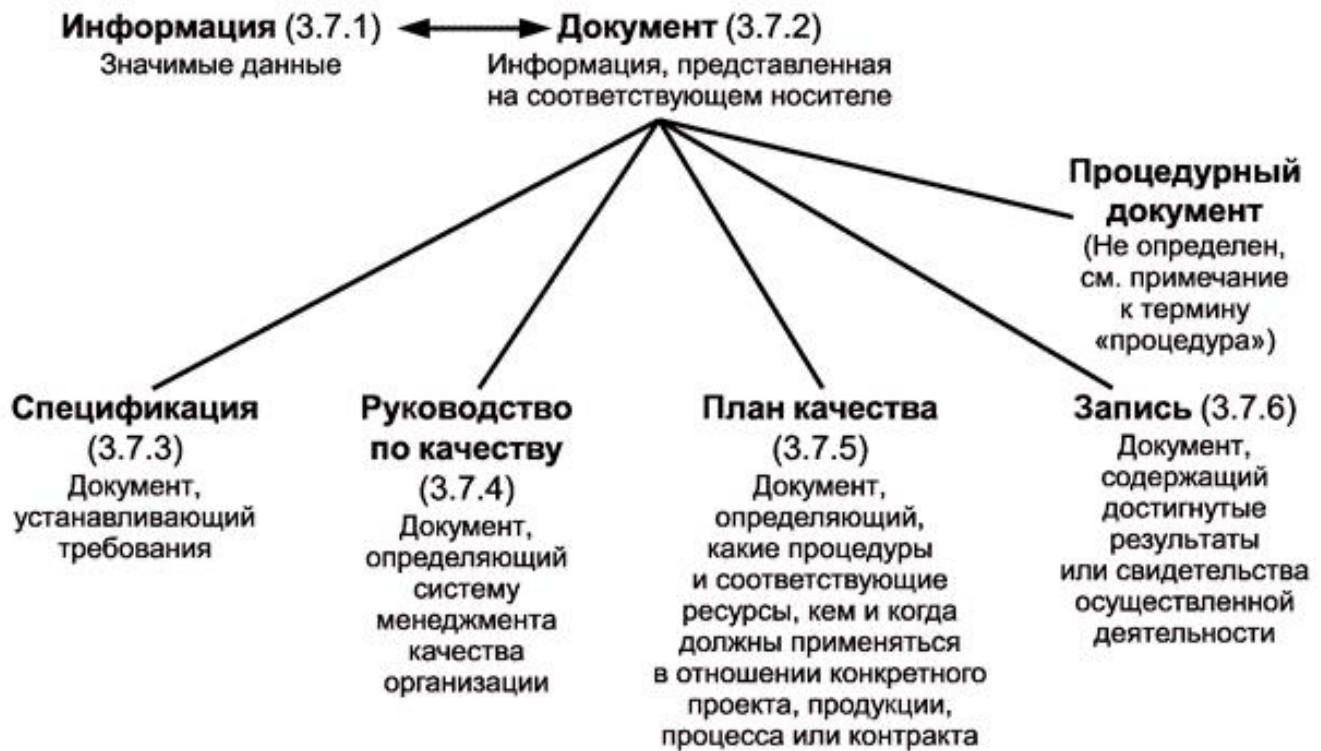 Информация (3.7.1)
Значимые данные
Документ (3.7.2)
Информация, представленная
на соответствующем носителе
Процедурный
документ
(Не определен,
см. примечание
к термину
«процедура»)
Спецификация
(3.7.3)
Документ,
устанавливающий
требования
Руководство
по качеству
(3.7.4)
Документ,
определяющий
систему
менеджмента
качества
организации
План качества
(3.7.5)
Документ,
определяющий,
какие процедуры
и соответствующие
ресурсы, кем и когда
должны применяться
в отношении конкретного
проекта, продукции,
процесса или контракта
Запись (3.7.6)
Документ,
содержащий
достигнутые
результаты
или свидетельства
осуществленной
деятельности